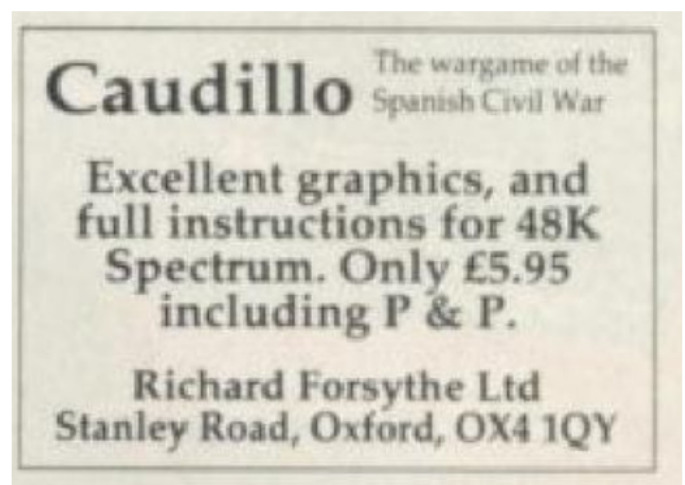 Caudillo The wargame of the
Spanish Civil War
Excellent graphics, and
full instructions for 48K
Spectrum. Only £5.95
including P & P.
Richard Forsythe Ltd
Stanley Road, Oxford, OX4 1QY